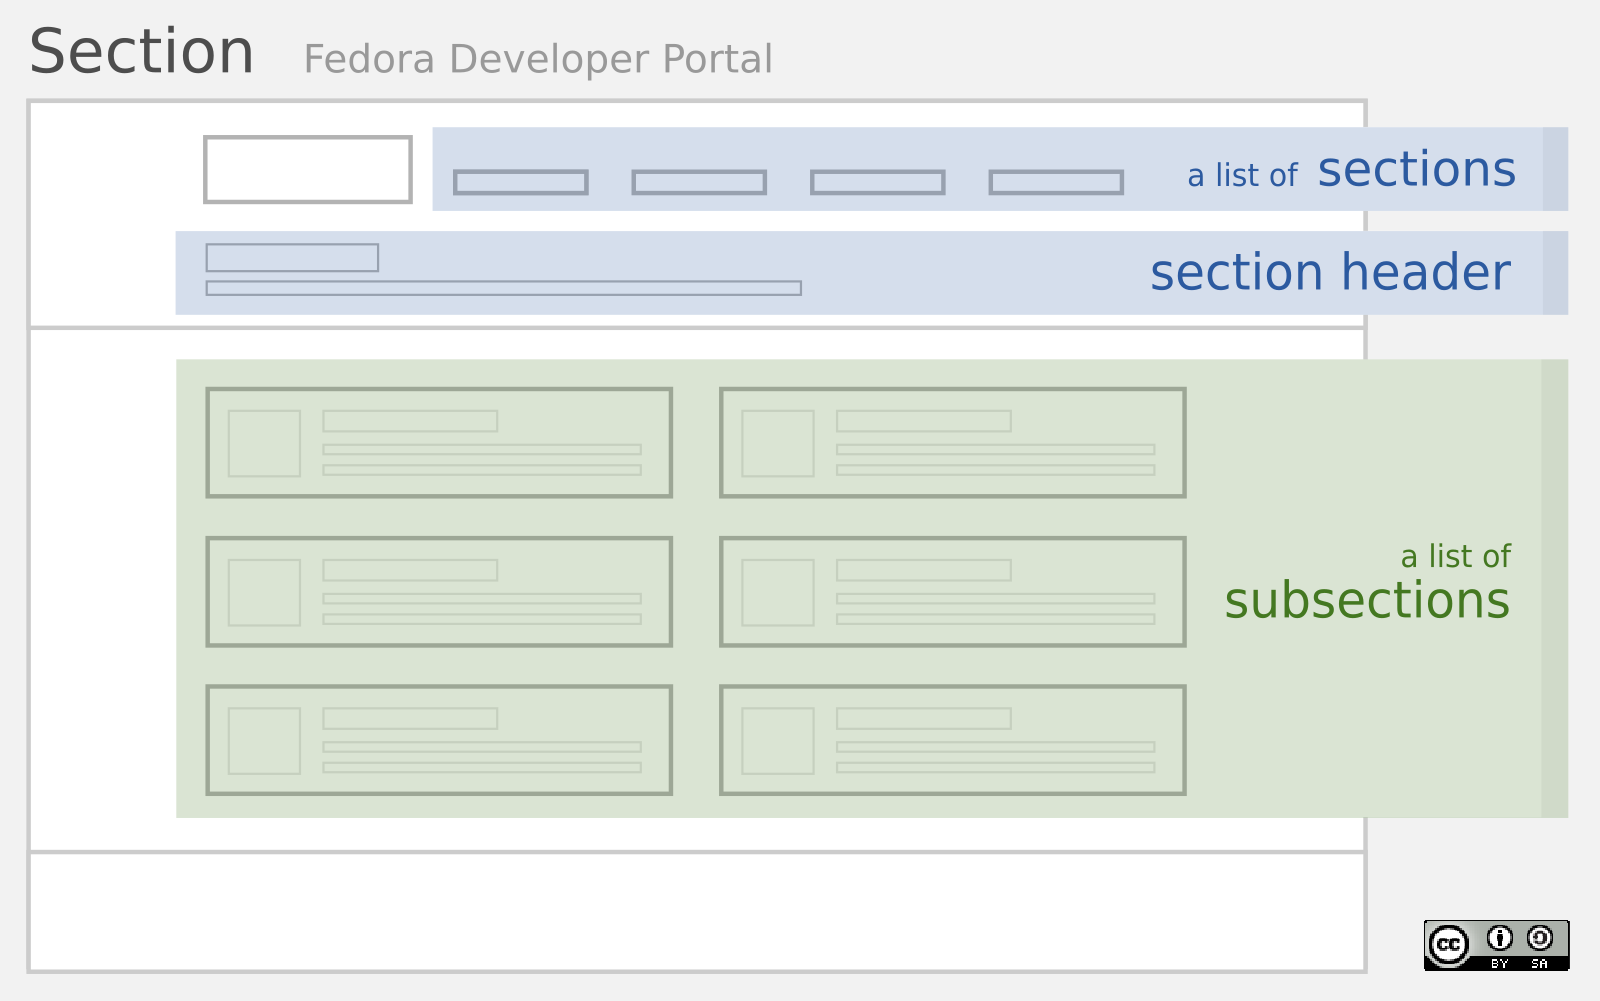 Section Fedora Developer Portal
a list of sections
section header
a list of
subsections
cc
BY SA